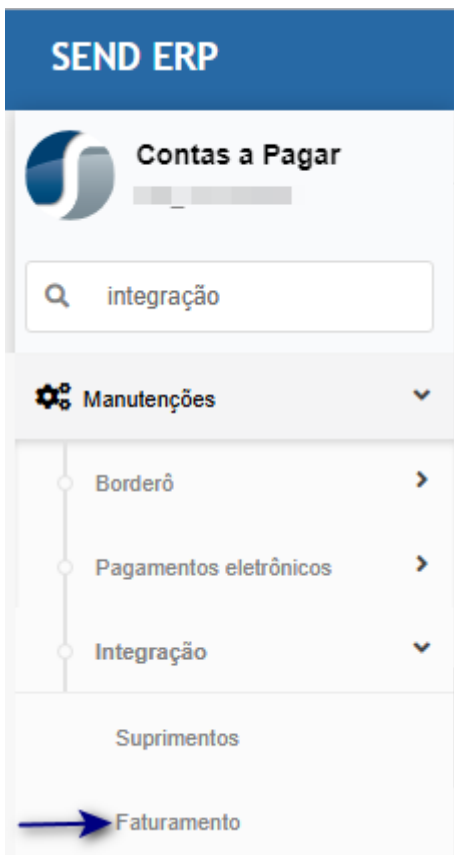 SEND ERP
Contas a Pagar
integração
Manutenções
Borderô
Pagamentos eletrônicos
Integração
Suprimentos
Faturamento